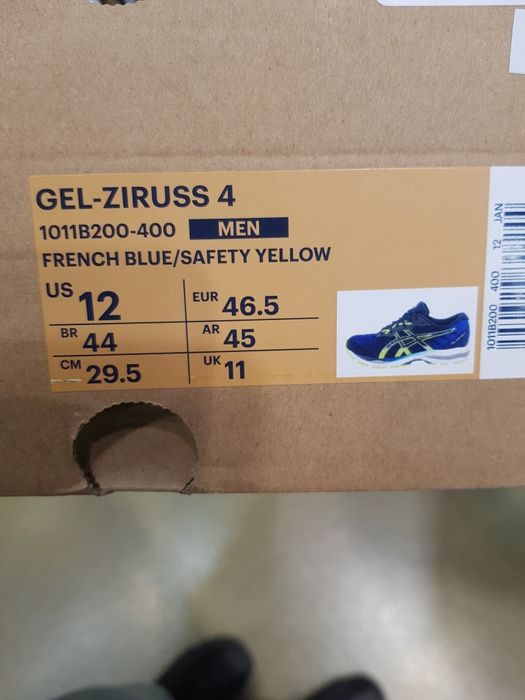 GEL-ZIRUSS 4
1011B200-400 MEN
FRENCH BLUE/SAFETY YELLOW
US 12 EUR 46.5
BR 44 AR 45
CM 29.5 UK 11
1011B200 400 12 JAN